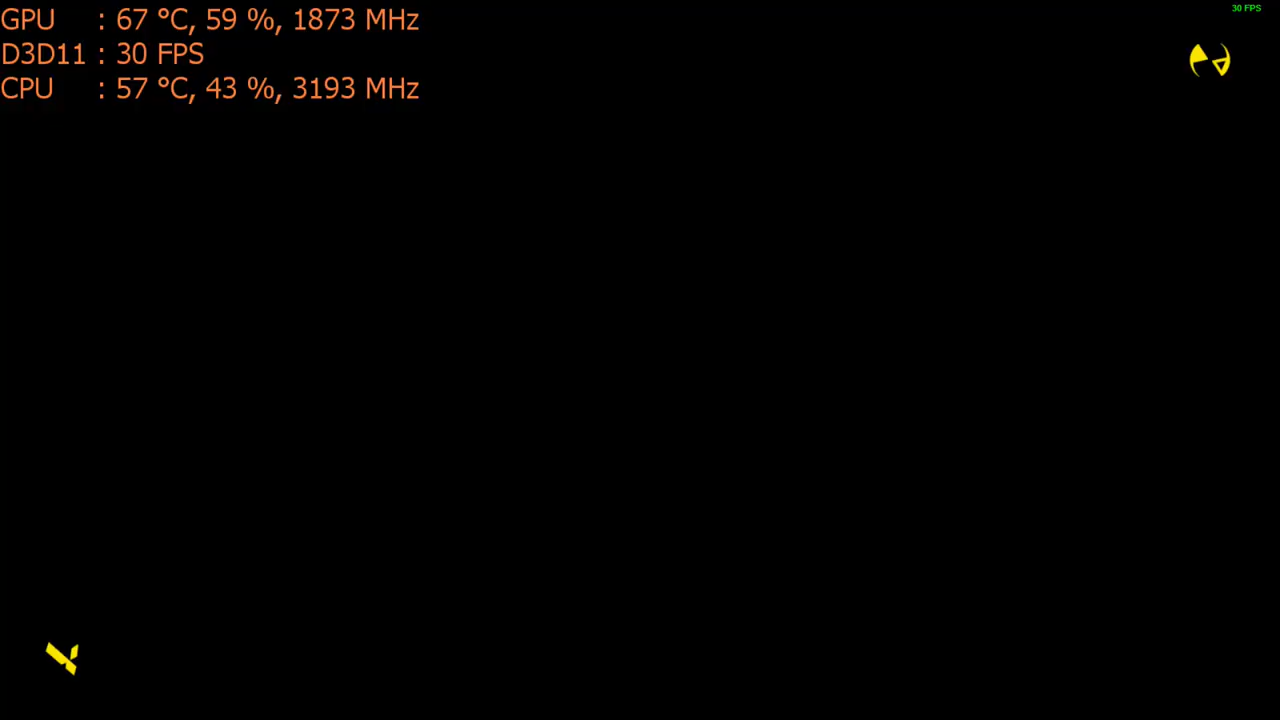 GPU : 67 °C, 59 %, 1873 MHz
30 FPS
D3D11 : 30 FPS
CPU : 57 °C, 43 %, 3193 MHz